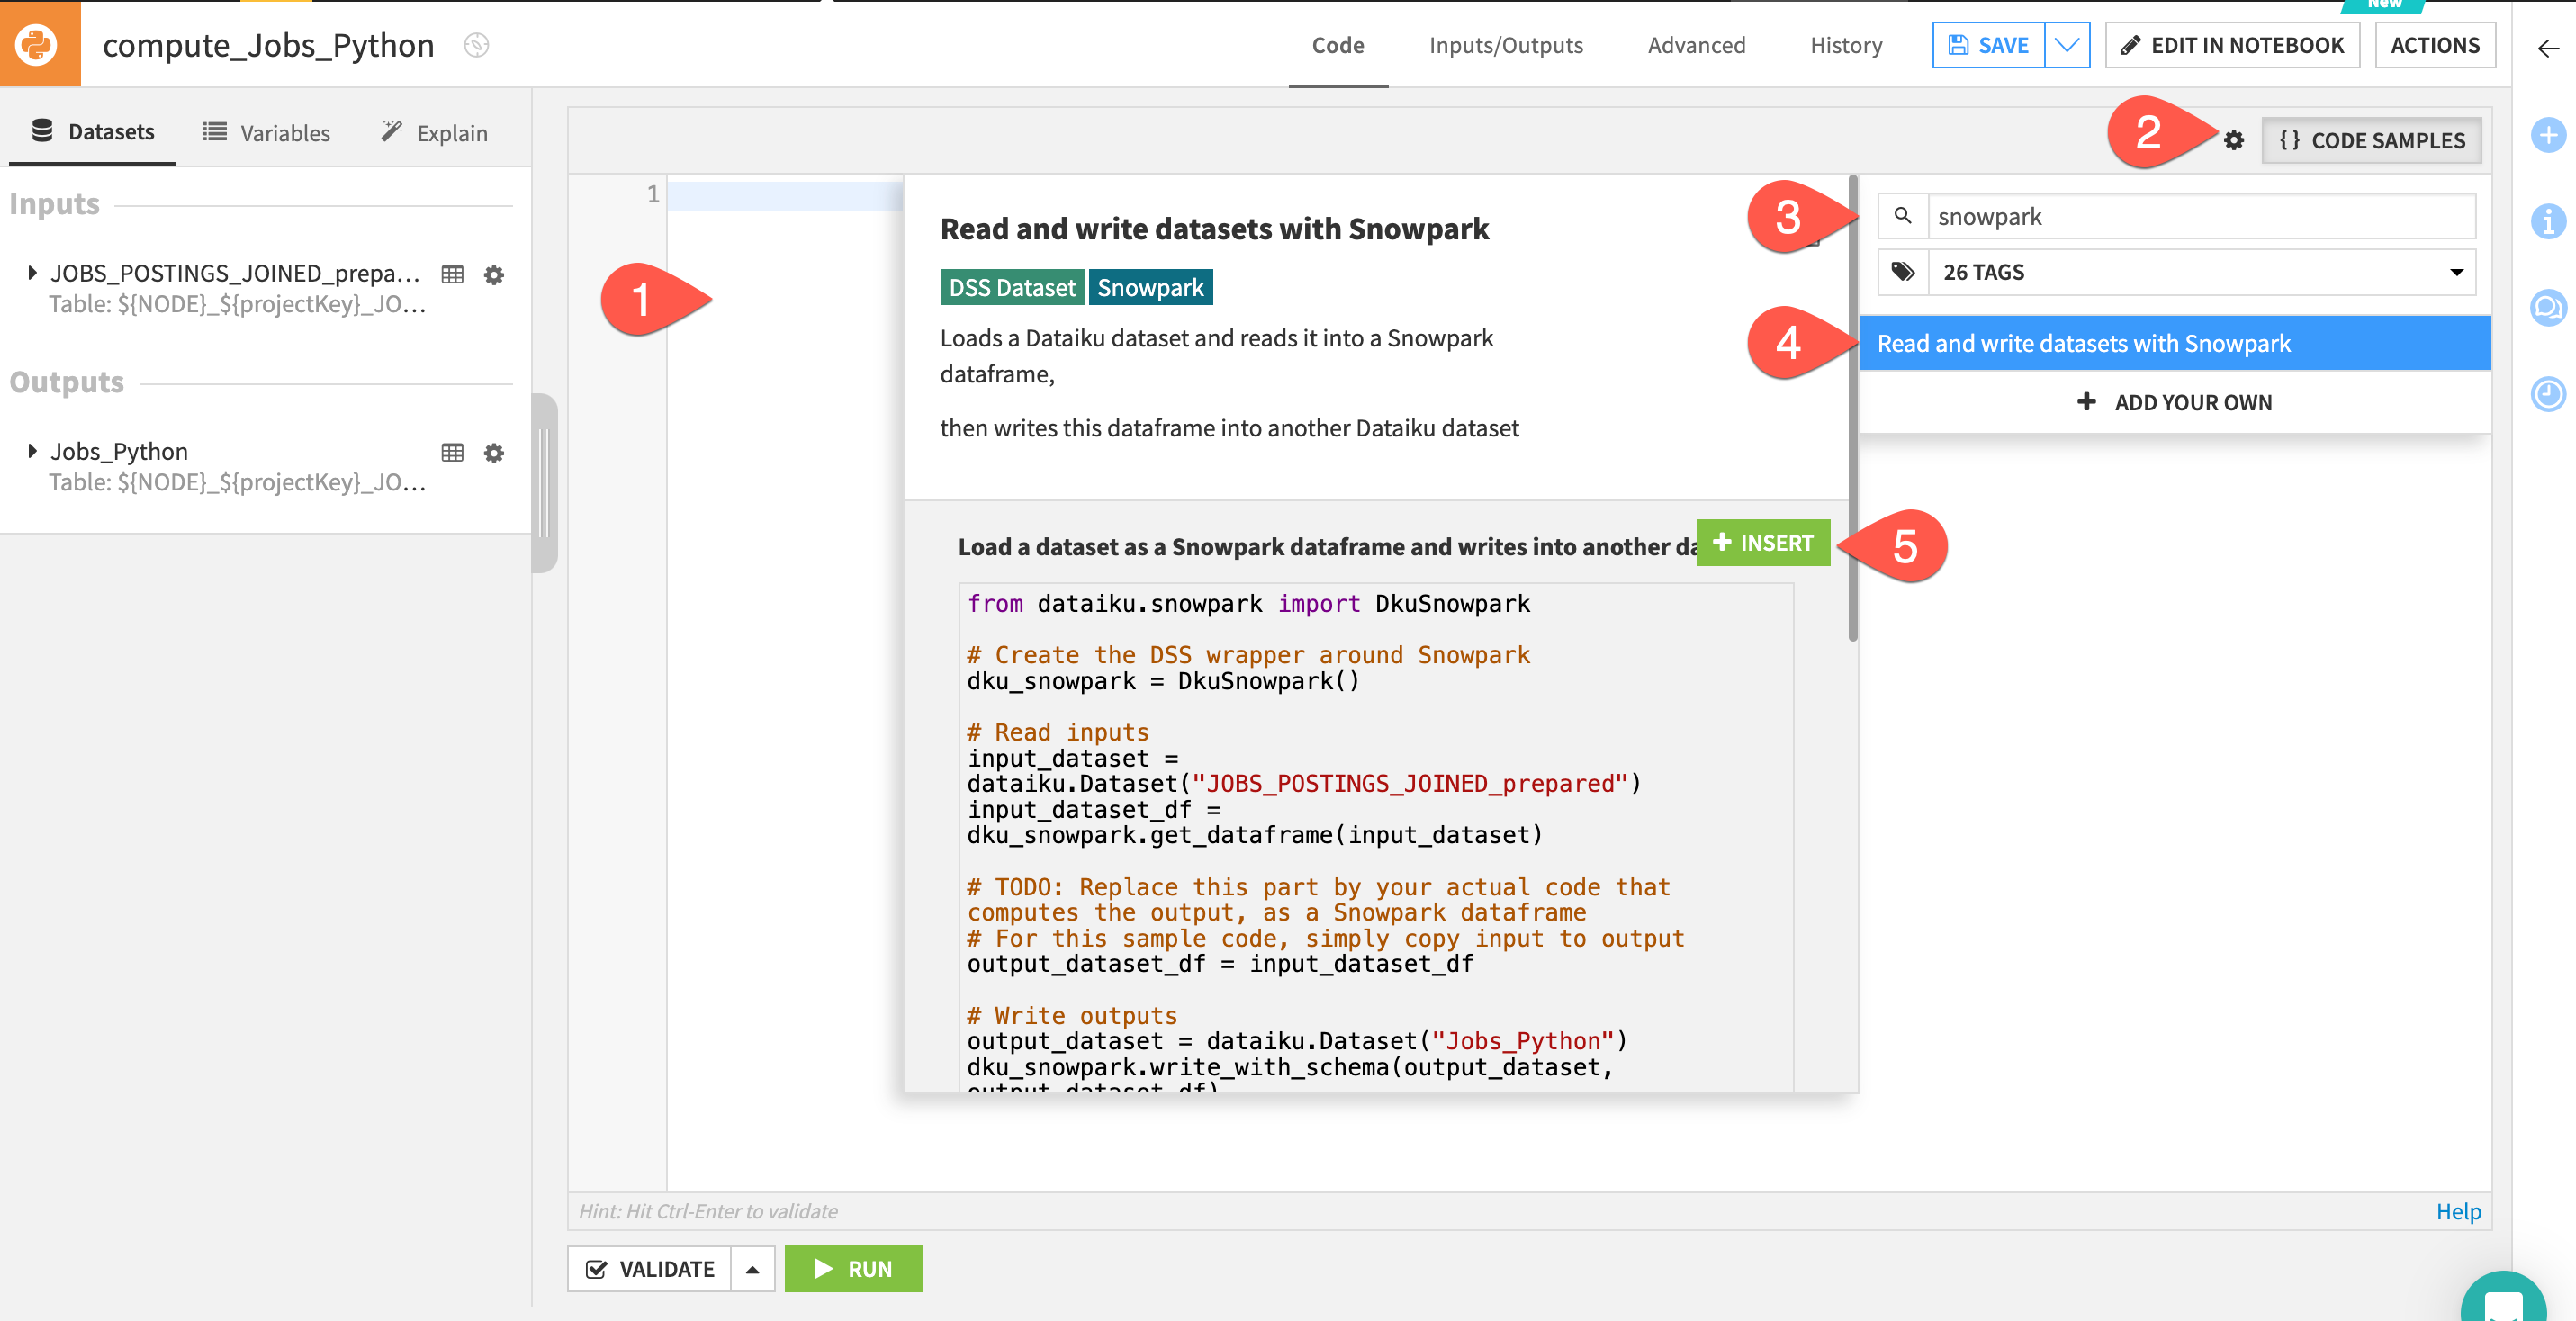 New
compute_Jobs_Python
Code
Inputs/Outputs
Advanced
History
SAVE
EDIT IN NOTEBOOK
ACTIONS
Datasets
Variables
Explain
2
{ } CODE SAMPLES
Inputs
JOBS_POSTINGS_JOINED_prepa...
Table: ${NODE}_${projectKey}_JO...
Outputs
Jobs_Python
Table: ${NODE}_${projectKey}_JO...
1
1
Read and write datasets with Snowpark
DSS Dataset
Snowpark
Loads a Dataiku dataset and reads it into a Snowpark
dataframe,
then writes this dataframe into another Dataiku dataset
3
snowpark
26 TAGS
4
Read and write datasets with Snowpark
+ ADD YOUR OWN
Load a dataset as a Snowpark dataframe and writes into another da
+ INSERT
5
from dataiku.snowpark import DkuSnowpark
# Create the DSS wrapper around Snowpark
dku_snowpark = DkuSnowpark()
# Read inputs
input_dataset =
dataiku.Dataset("JOBS_POSTINGS_JOINED_prepared")
input_dataset_df =
dku_snowpark.get_dataframe(input_dataset)
# TODO: Replace this part by your actual code that
computes the output, as a Snowpark dataframe
# For this sample code, simply copy input to output
output_dataset_df = input_dataset_df
# Write outputs
output_dataset = dataiku.Dataset("Jobs_Python")
dku_snowpark.write_with_schema(output_dataset,
output_dataset_df)
Hint: Hit Ctrl-Enter to validate
Help
VALIDATE
RUN